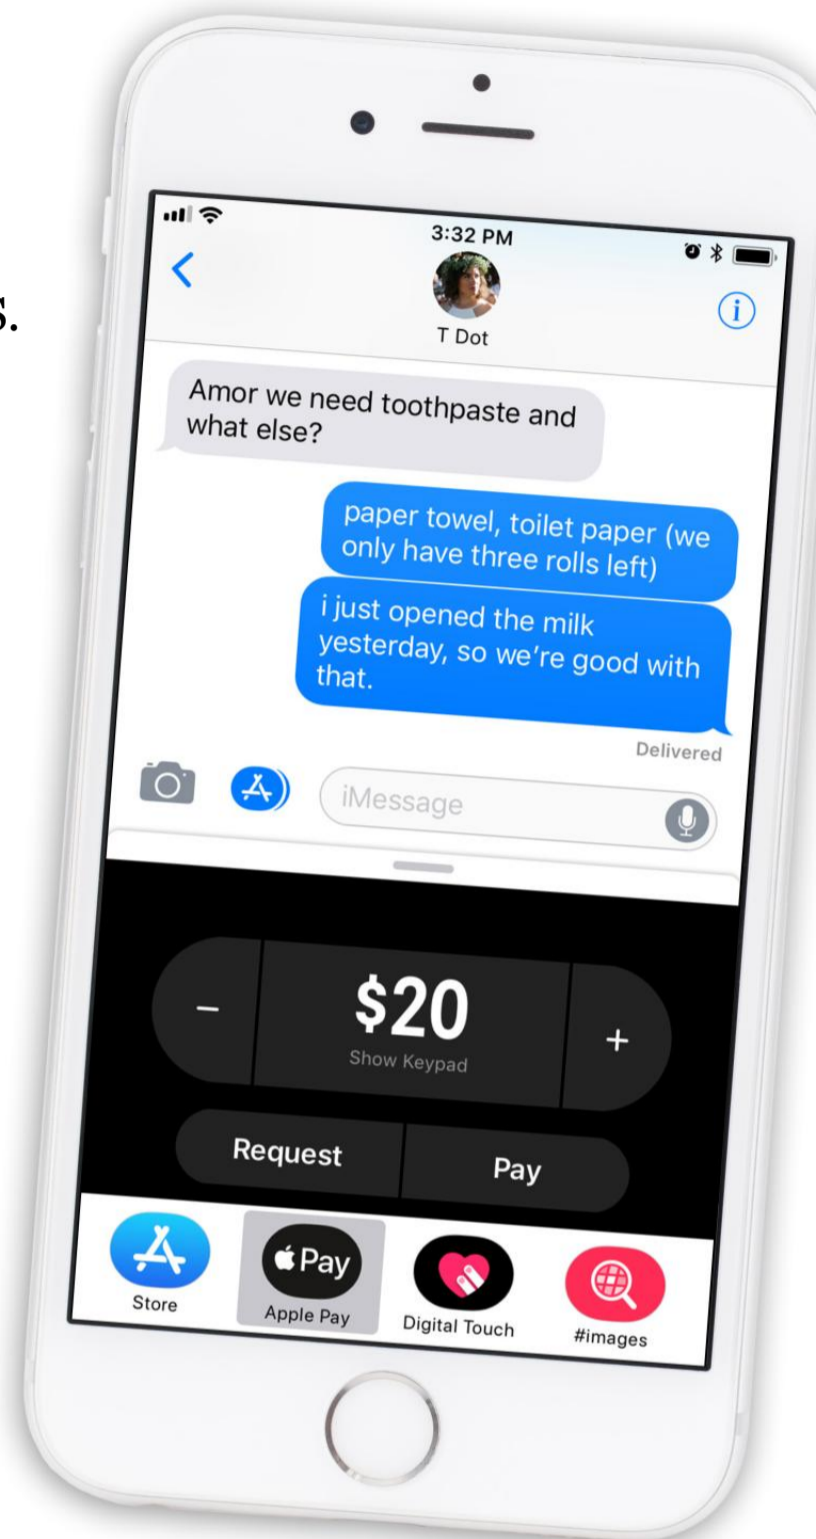 s.
3:32 PM
T Dot
Amor we need toothpaste and
what else?
paper towel, toilet paper (we
only have three rolls left)
i just opened the milk
yesterday, so we’re good with
that.
Delivered
iMessage
− $20 +
Show Keypad
Request Pay
Pay
Store Apple Pay Digital Touch #images